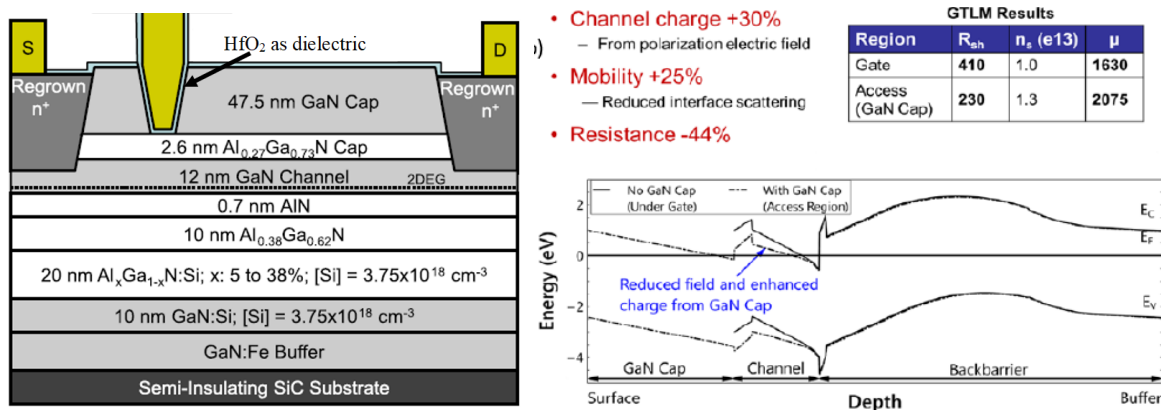 S
D
HfO₂ as dielectric
Regrown
n⁺
47.5 nm GaN Cap
Regrown
n⁺
2.6 nm Al₀.₂₇Ga₀.₇₃N Cap
12 nm GaN Channel
2DEG
0.7 nm AlN
10 nm Al₀.₃₈Ga₀.₆₂N
20 nm AlₓGa₁₋ₓN:Si; x: 5 to 38%; [Si] = 3.75x10¹⁸ cm⁻³
10 nm GaN:Si; [Si] = 3.75x10¹⁸ cm⁻³
GaN:Fe Buffer
Semi-Insulating SiC Substrate
)
• Channel charge +30%
– From polarization electric field
• Mobility +25%
— Reduced interface scattering
• Resistance -44%
GTLM Results
Region Rsh ns (e13) μ
Gate 410 1.0 1630
Access (GaN Cap) 230 1.3 2075
Energy (eV)
2
0
−2
−4
No GaN Cap
(Under Gate)
With GaN Cap
(Access Region)
EC
EF
EV
Reduced field and enhanced
charge from GaN Cap
GaN Cap Channel Backbarrier
Surface Depth Buffer